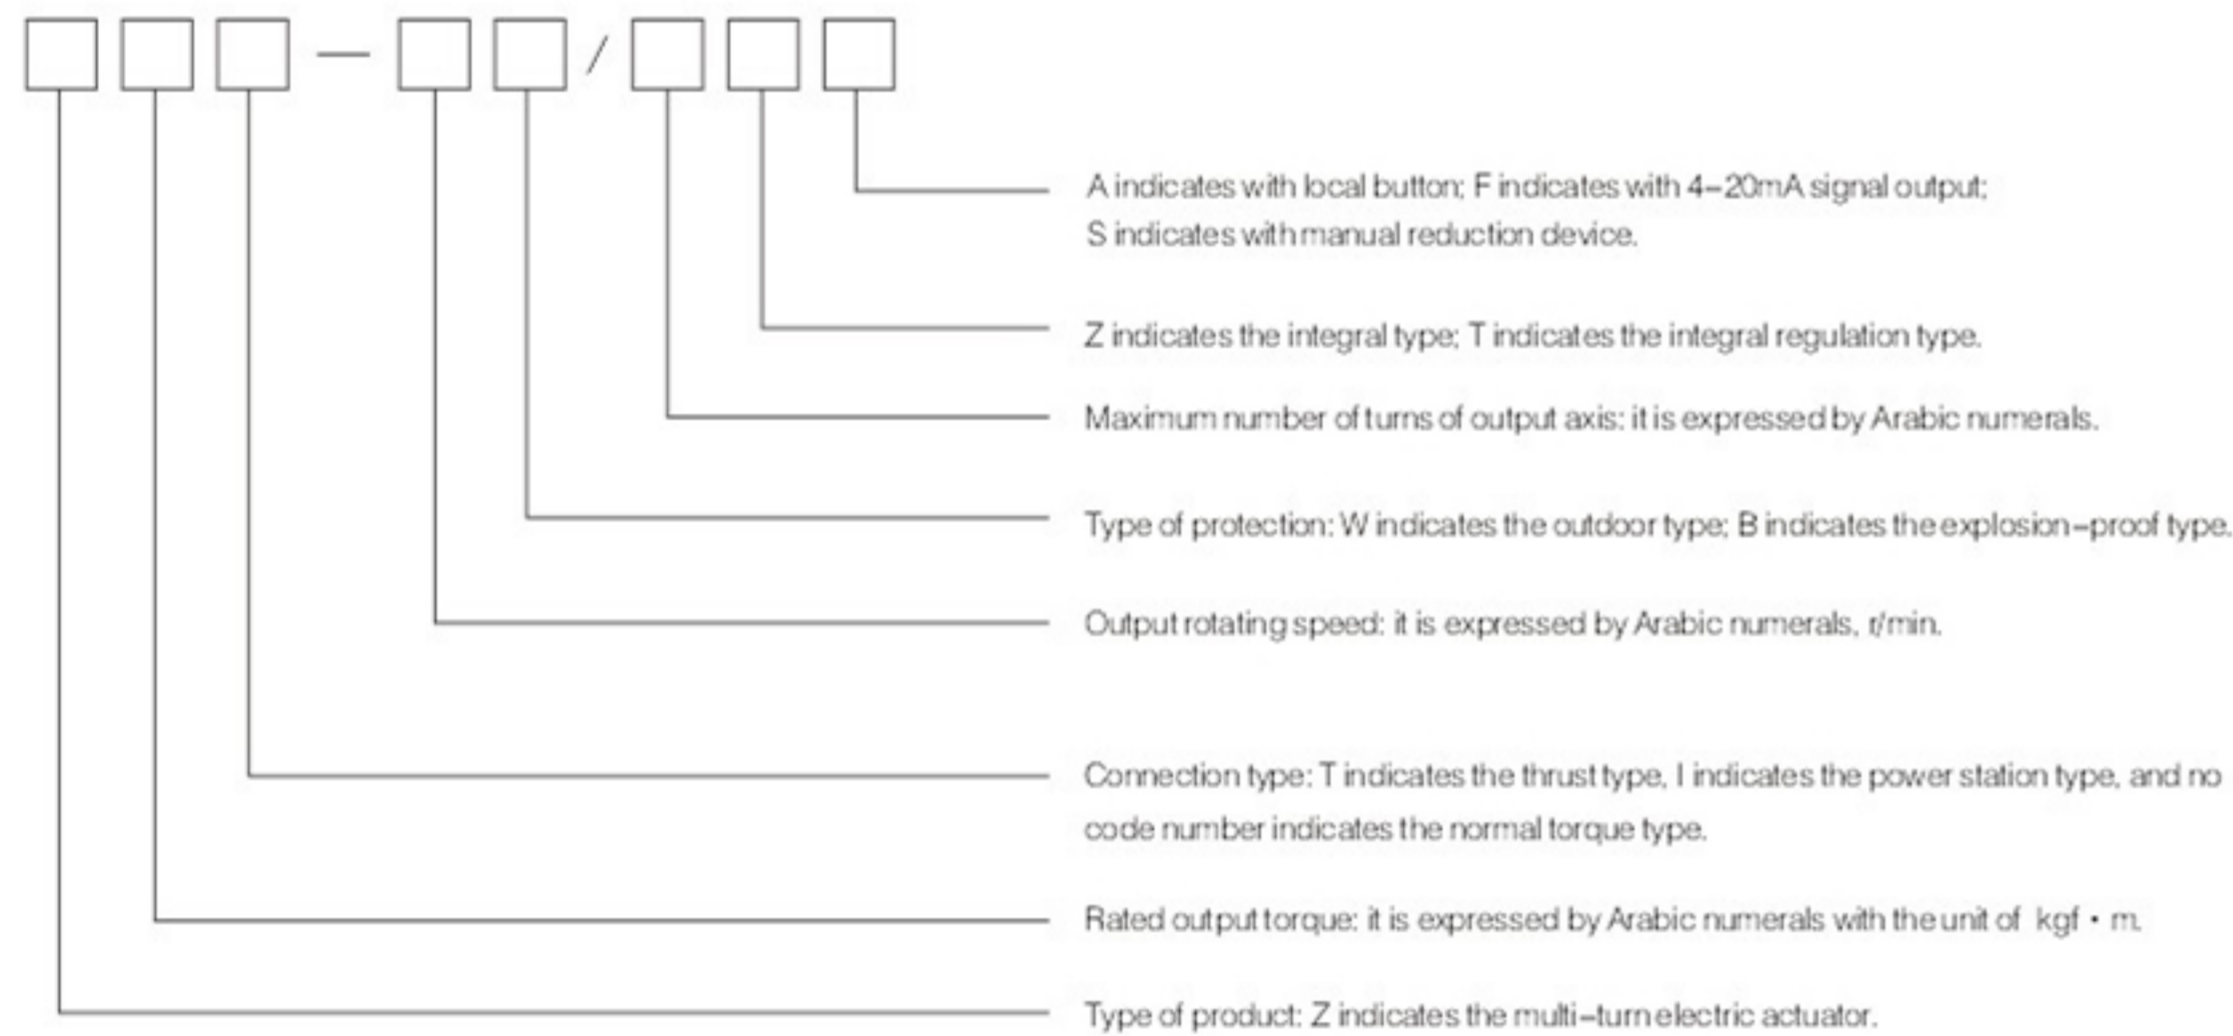 — /
A indicates with local button; F indicates with 4–20mA signal output;
S indicates with manual reduction device.
Z indicates the integral type; T indicates the integral regulation type.
Maximum number of turns of output axis: it is expressed by Arabic numerals.
Type of protection: W indicates the outdoor type; B indicates the explosion–proof type.
Output rotating speed: it is expressed by Arabic numerals, r/min.
Connection type: T indicates the thrust type, I indicates the power station type, and no
code number indicates the normal torque type.
Rated output torque: it is expressed by Arabic numerals with the unit of kgf • m.
Type of product: Z indicates the multi–turn electric actuator.